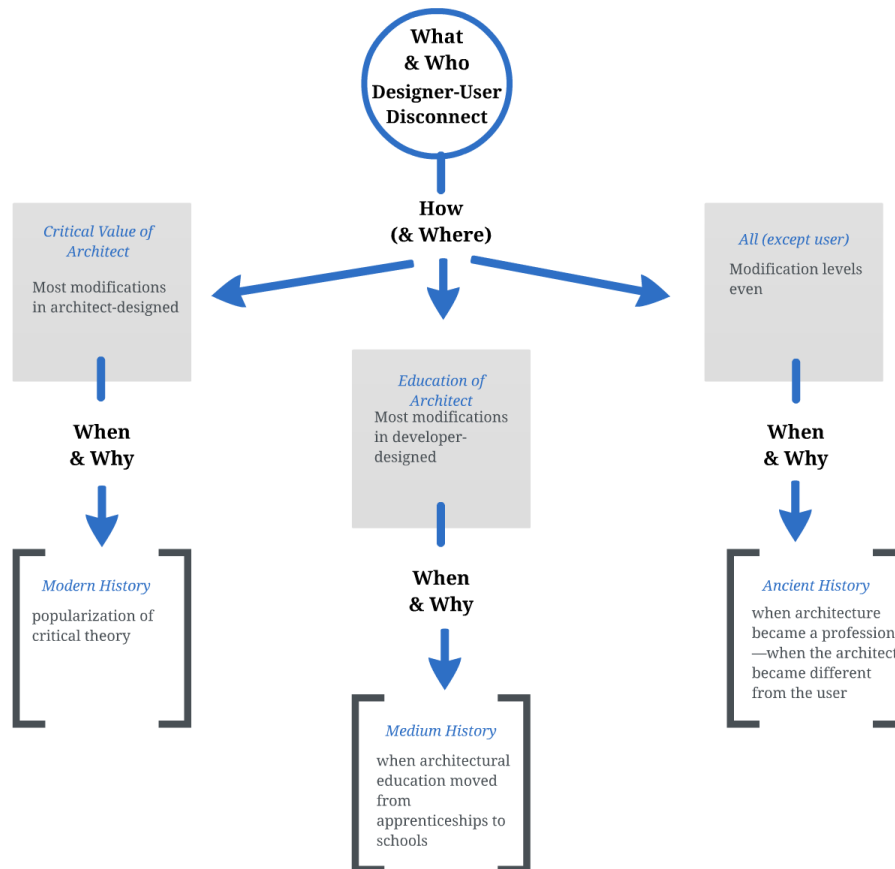 What
& Who
Designer-User
Disconnect
How
(& Where)
Critical Value of
Architect
Most modifications
in architect-designed
All (except user)
Modification levels
even
Education of
Architect
Most modifications
in developer-
designed
When
& Why
When
& Why
When
& Why
Modern History
popularization of
critical theory
Ancient History
when architecture
became a profession
—when the architect
became different
from the user
Medium History
when architectural
education moved
from
apprenticeships to
schools